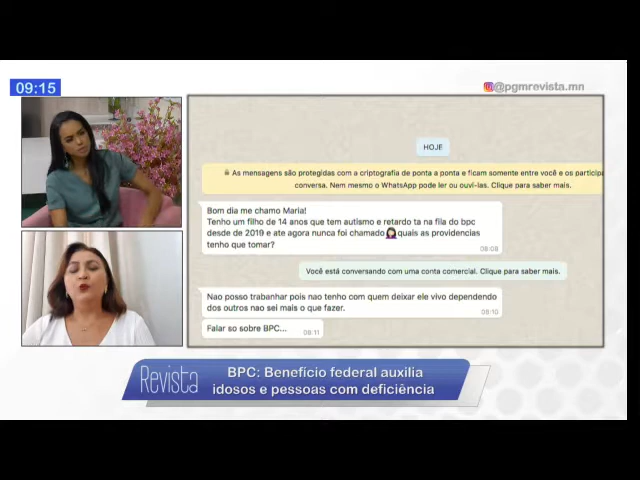 09:15
@pgmrevista.mn
HOJE
As mensagens são protegidas com a criptografia de ponta a ponta e ficam somente entre você e os participa
conversa. Nem mesmo o WhatsApp pode ler ou ouvi-las. Clique para saber mais.
Bom dia me chamo Maria!
Tenho um filho de 14 anos que tem autismo e retardo ta na fila do bpc
desde de 2019 e ate agora nunca foi chamado🤦🏻‍♀️quais as providencias
tenho que tomar?
08:08
Você está conversando com uma conta comercial. Clique para saber mais.
Nao posso trabanhar pois nao tenho com quem deixar ele vivo dependendo
dos outros nao sei mais o que fazer.
08:10
Falar so sobre BPC...
08:11
Revista
BPC: Benefício federal auxilia
idosos e pessoas com deficiência